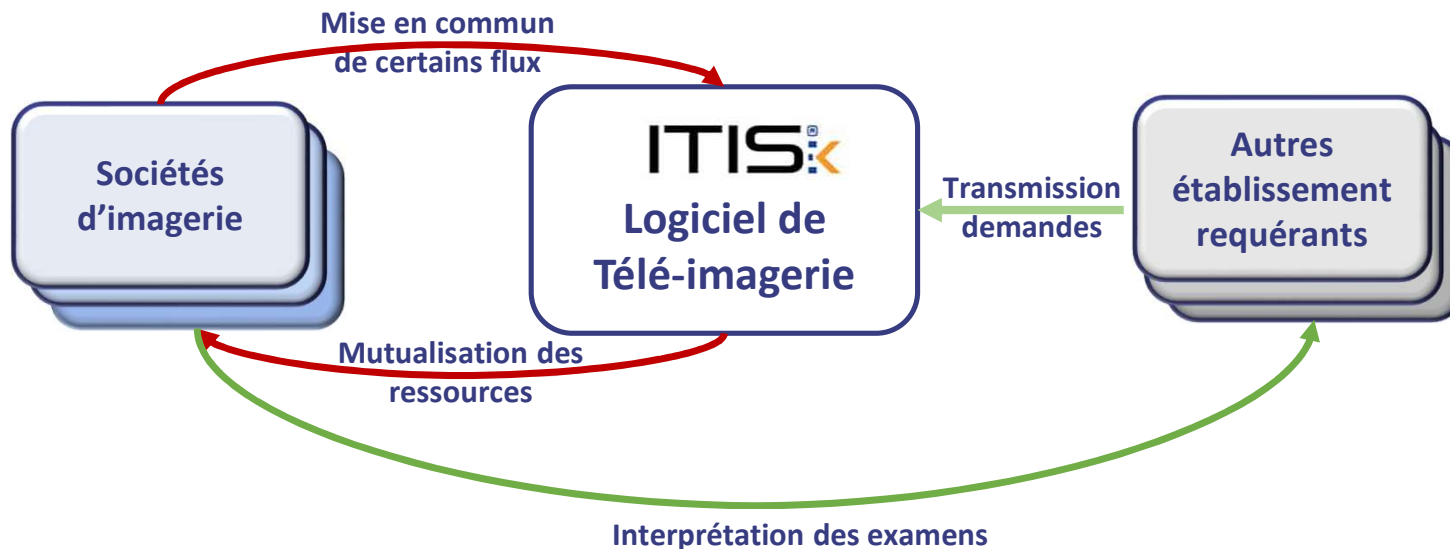 Mise en commun
de certains flux
Sociétés
d'imagerie
ITIS
Logiciel de
Télé-imagerie
Transmission
demandes
Autres
établissement
requérants
Mutualisation des
ressources
Interprétation des examens